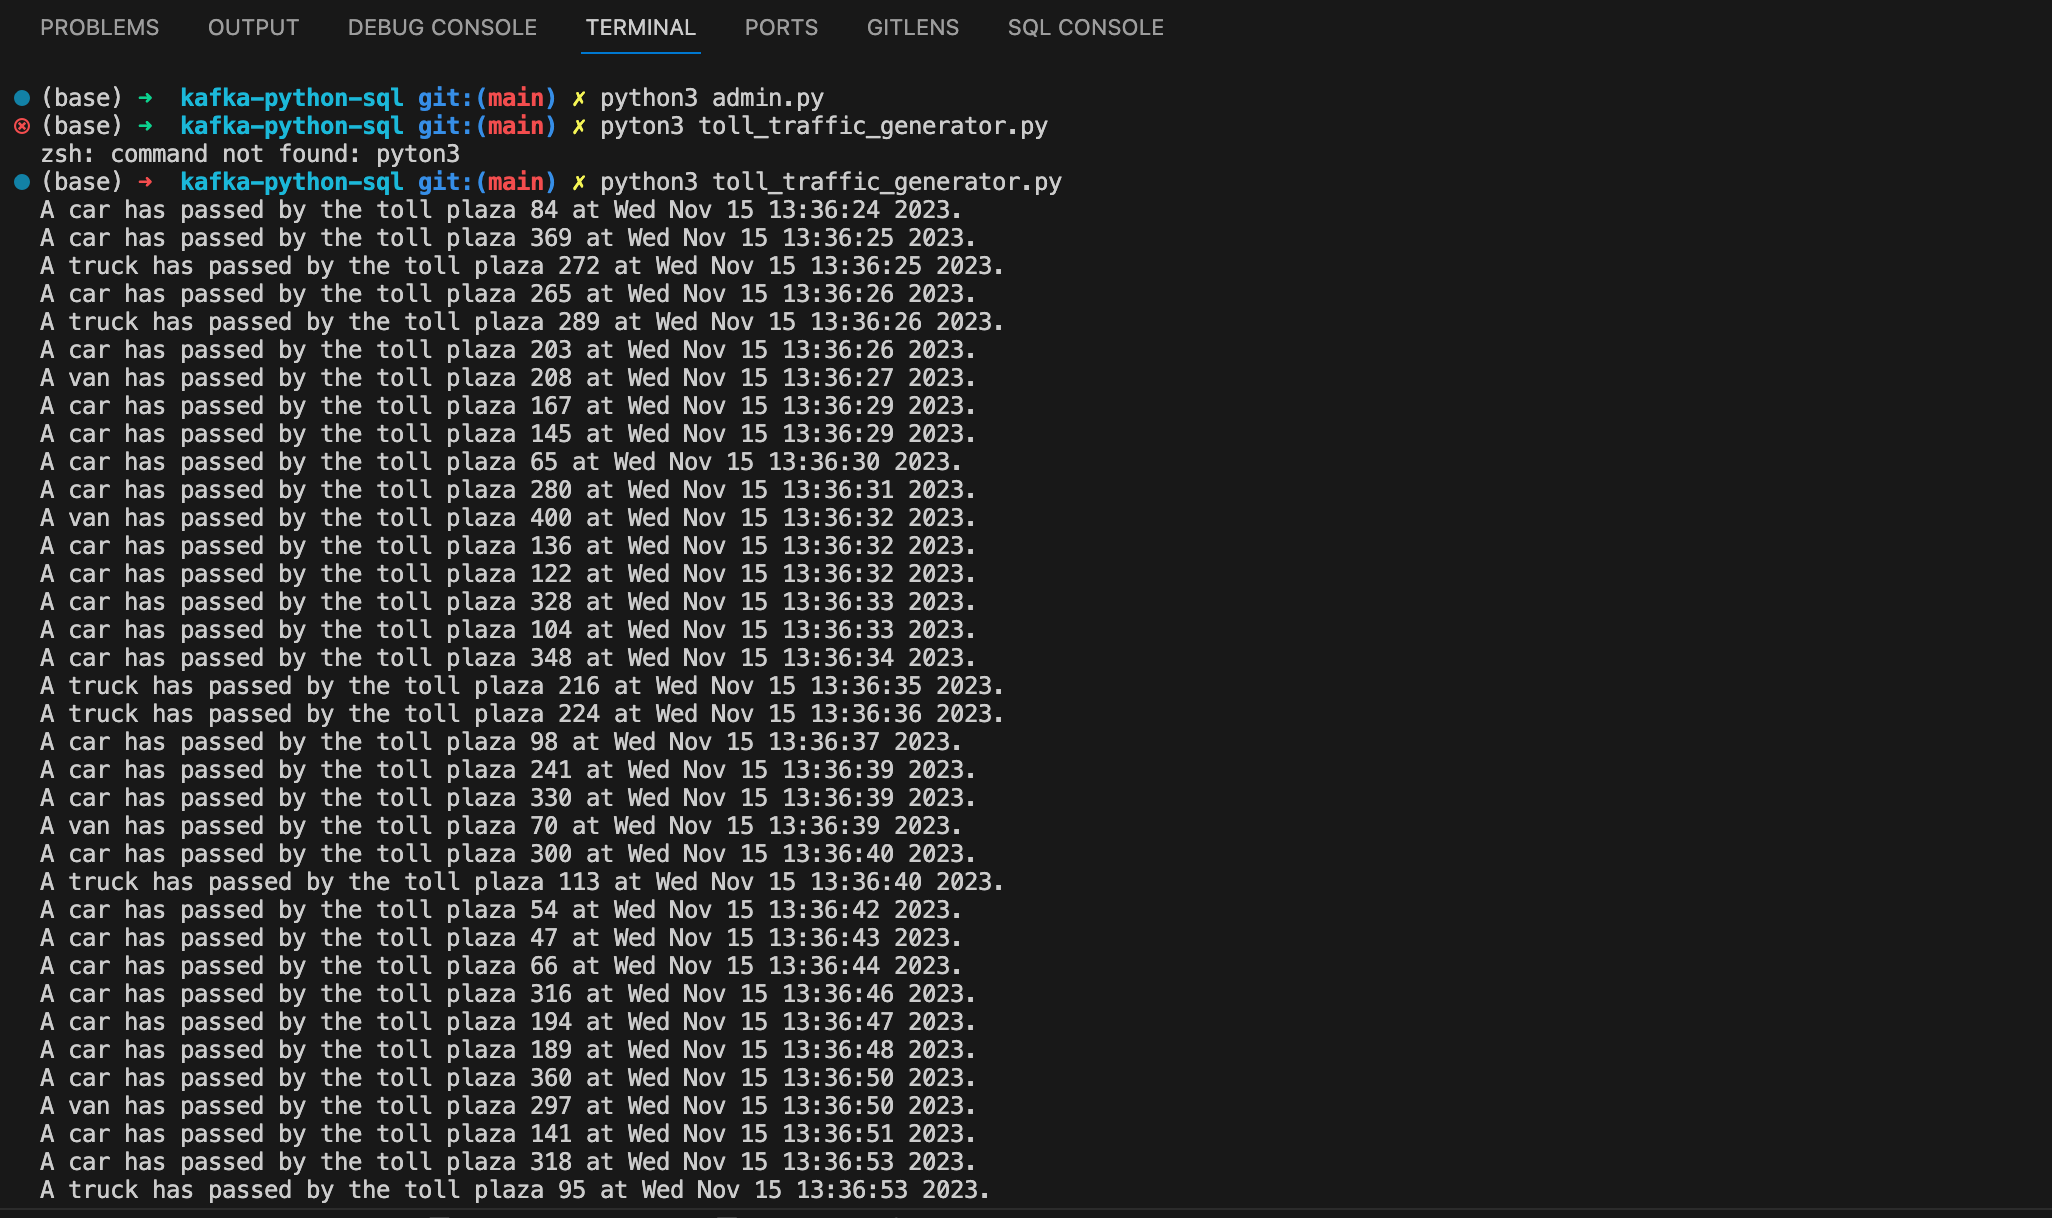 PROBLEMS OUTPUT DEBUG CONSOLE TERMINAL PORTS GITLENS SQL CONSOLE
(base) ➜ kafka-python-sql git:(main) ✗ python3 admin.py
(base) ➜ kafka-python-sql git:(main) ✗ pyton3 toll_traffic_generator.py
zsh: command not found: pyton3
(base) ➜ kafka-python-sql git:(main) ✗ python3 toll_traffic_generator.py
A car has passed by the toll plaza 84 at Wed Nov 15 13:36:24 2023.
A car has passed by the toll plaza 369 at Wed Nov 15 13:36:25 2023.
A truck has passed by the toll plaza 272 at Wed Nov 15 13:36:25 2023.
A car has passed by the toll plaza 265 at Wed Nov 15 13:36:26 2023.
A truck has passed by the toll plaza 289 at Wed Nov 15 13:36:26 2023.
A car has passed by the toll plaza 203 at Wed Nov 15 13:36:26 2023.
A van has passed by the toll plaza 208 at Wed Nov 15 13:36:27 2023.
A car has passed by the toll plaza 167 at Wed Nov 15 13:36:29 2023.
A car has passed by the toll plaza 145 at Wed Nov 15 13:36:29 2023.
A car has passed by the toll plaza 65 at Wed Nov 15 13:36:30 2023.
A car has passed by the toll plaza 280 at Wed Nov 15 13:36:31 2023.
A van has passed by the toll plaza 400 at Wed Nov 15 13:36:32 2023.
A car has passed by the toll plaza 136 at Wed Nov 15 13:36:32 2023.
A car has passed by the toll plaza 122 at Wed Nov 15 13:36:32 2023.
A car has passed by the toll plaza 328 at Wed Nov 15 13:36:33 2023.
A car has passed by the toll plaza 104 at Wed Nov 15 13:36:33 2023.
A car has passed by the toll plaza 348 at Wed Nov 15 13:36:34 2023.
A truck has passed by the toll plaza 216 at Wed Nov 15 13:36:35 2023.
A truck has passed by the toll plaza 224 at Wed Nov 15 13:36:36 2023.
A car has passed by the toll plaza 98 at Wed Nov 15 13:36:37 2023.
A car has passed by the toll plaza 241 at Wed Nov 15 13:36:39 2023.
A car has passed by the toll plaza 330 at Wed Nov 15 13:36:39 2023.
A van has passed by the toll plaza 70 at Wed Nov 15 13:36:39 2023.
A car has passed by the toll plaza 300 at Wed Nov 15 13:36:40 2023.
A truck has passed by the toll plaza 113 at Wed Nov 15 13:36:40 2023.
A car has passed by the toll plaza 54 at Wed Nov 15 13:36:42 2023.
A car has passed by the toll plaza 47 at Wed Nov 15 13:36:43 2023.
A car has passed by the toll plaza 66 at Wed Nov 15 13:36:44 2023.
A car has passed by the toll plaza 316 at Wed Nov 15 13:36:46 2023.
A car has passed by the toll plaza 194 at Wed Nov 15 13:36:47 2023.
A car has passed by the toll plaza 189 at Wed Nov 15 13:36:48 2023.
A car has passed by the toll plaza 360 at Wed Nov 15 13:36:50 2023.
A van has passed by the toll plaza 297 at Wed Nov 15 13:36:50 2023.
A car has passed by the toll plaza 141 at Wed Nov 15 13:36:51 2023.
A car has passed by the toll plaza 318 at Wed Nov 15 13:36:53 2023.
A truck has passed by the toll plaza 95 at Wed Nov 15 13:36:53 2023.